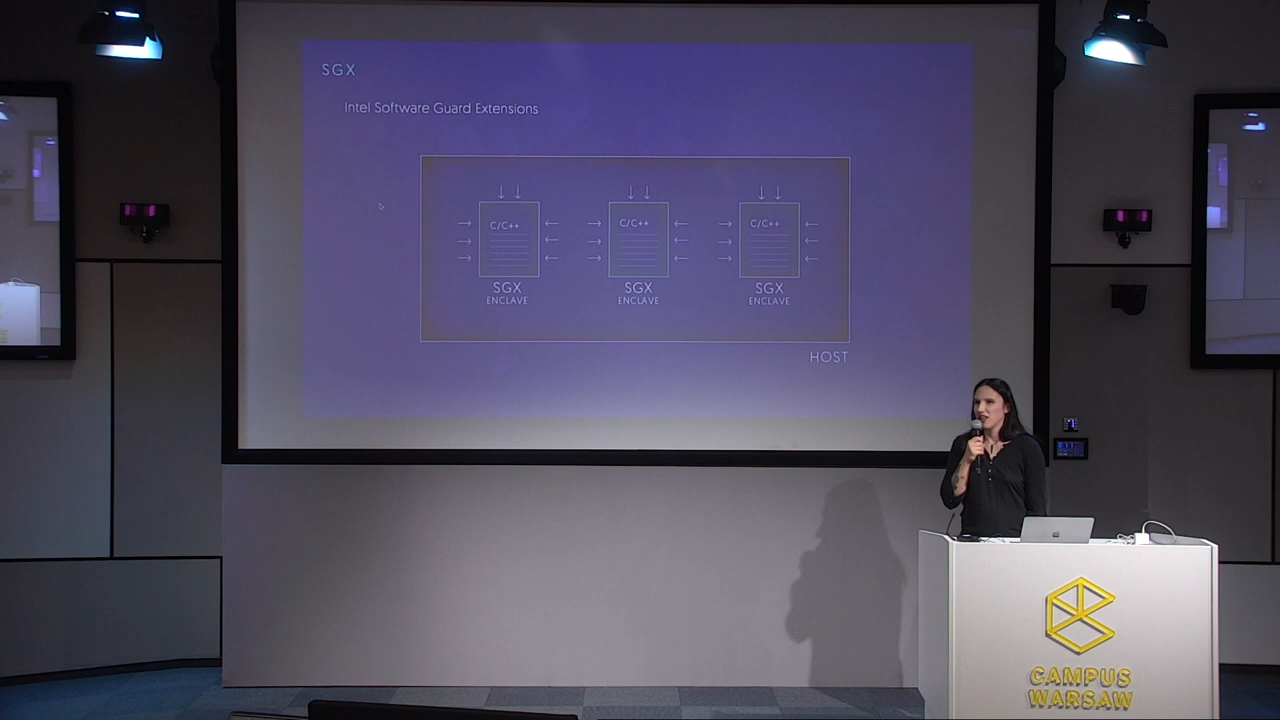 SGX
Intel Software Guard Extensions
C/C++
C/C++
C/C++
SGX
ENCLAVE
SGX
ENCLAVE
SGX
ENCLAVE
HOST
CAMPUS
WARSAW